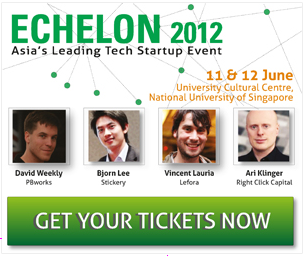 ECHELON 2012
Asia's Leading Tech Startup Event
11 & 12 June
University Cultural Centre,
National University of Singapore
David Weekly
PBworks
Bjorn Lee
Stickery
Vincent Lauria
Lefora
Ari Klinger
Right Click Capital
GET YOUR TICKETS NOW